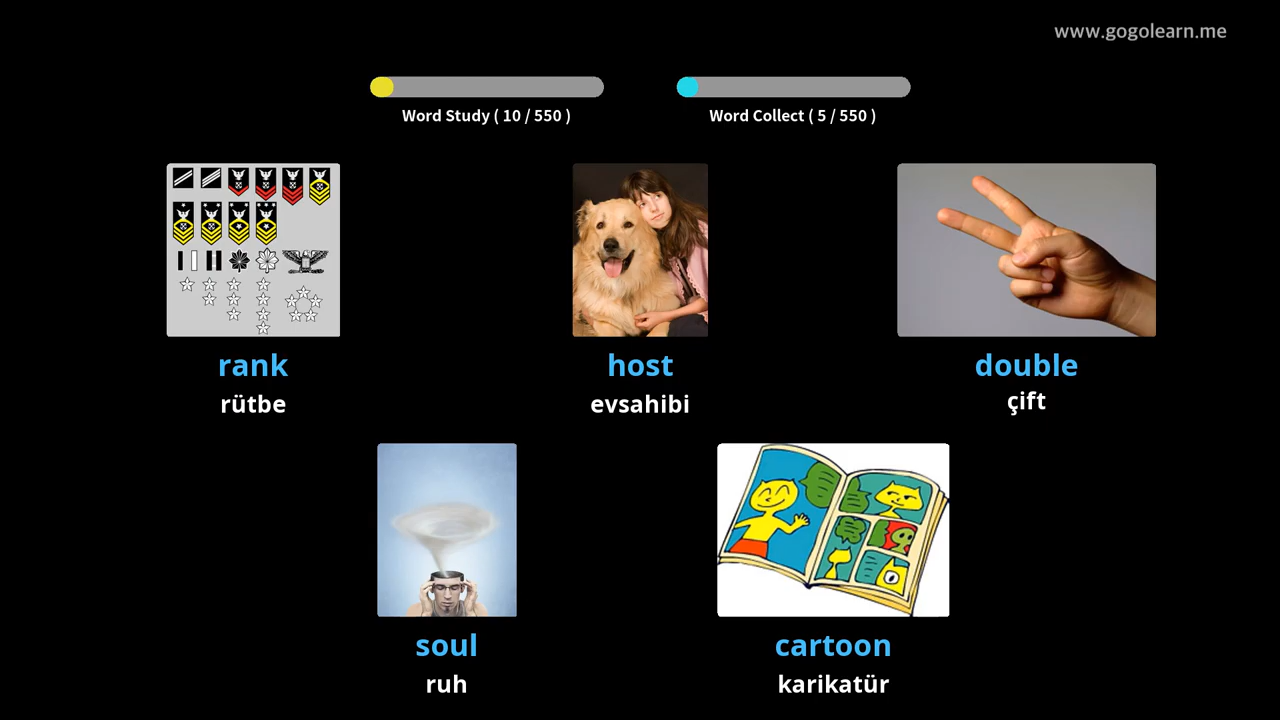 www.gogolearn.me
Word Study ( 10 / 550 )
Word Collect ( 5 / 550 )
rank
rütbe
host
evsahibi
double
çift
soul
ruh
cartoon
karikatür